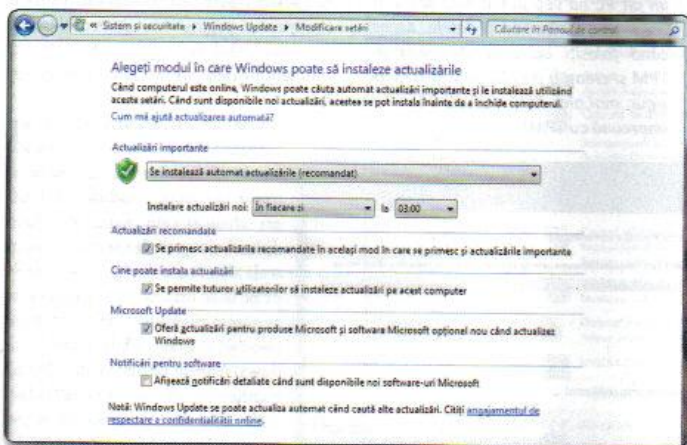 « Sistem și securitate ▸ Windows Update ▸ Modificare setări
Căutare în Panoul de control
Alegeți modul în care Windows poate să instaleze actualizările
Când computerul este online, Windows poate căuta automat actualizări importante și le instalează utilizând
aceste setări. Când sunt disponibile noi actualizări, acestea se pot instala înainte de a închide computerul.
Cum mă ajută actualizarea automată?
Actualizări importante
Se instalează automat actualizările (recomandat)
Instalare actualizări noi: În fiecare zi la 03:00
Actualizări recomandate
Se primesc actualizările recomandate în același mod în care se primesc și actualizările importante
Cine poate instala actualizări
Se permite tuturor utilizatorilor să instaleze actualizări pe acest computer
Microsoft Update
Oferă actualizări pentru produse Microsoft și software Microsoft opțional nou când actualizez
Windows
Notificări pentru software
Afișează notificări detaliate când sunt disponibile noi software-uri Microsoft
Notă: Windows Update se poate actualiza automat când caută alte actualizări. Citiți angajamentul de
respectare a confidențialității online.